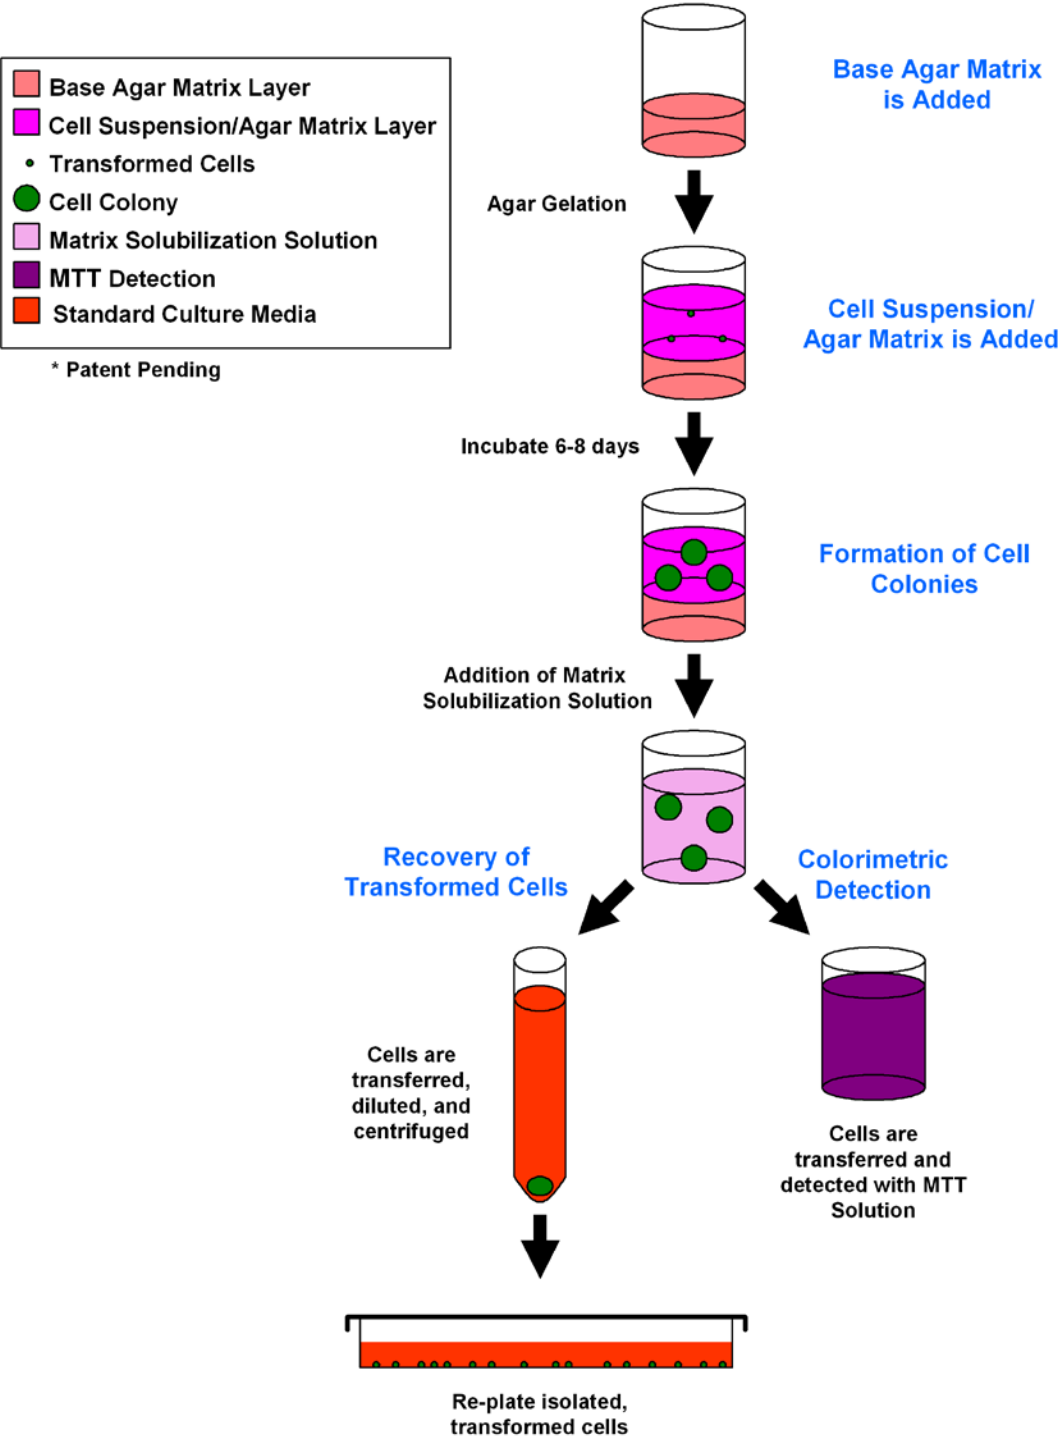 Base Agar Matrix Layer
Cell Suspension/Agar Matrix Layer
Transformed Cells
Cell Colony
Matrix Solubilization Solution
MTT Detection
Standard Culture Media
* Patent Pending
Base Agar Matrix
is Added
Agar Gelation
Cell Suspension/
Agar Matrix is Added
Incubate 6-8 days
Formation of Cell
Colonies
Addition of Matrix
Solubilization Solution
Recovery of
Transformed Cells
Colorimetric
Detection
Cells are
transferred,
diluted, and
centrifuged
Cells are
transferred and
detected with MTT
Solution
Re-plate isolated,
transformed cells